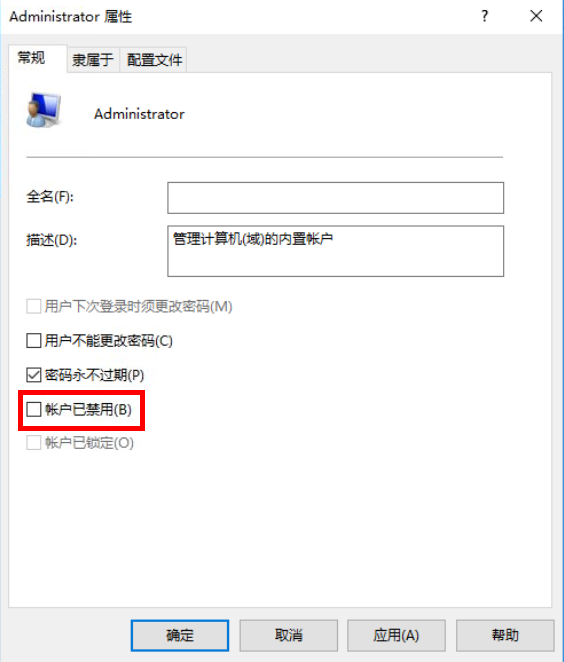 Administrator 属性
?
常规 隶属于 配置文件
Administrator
全名(F):
描述(D): 管理计算机(域)的内置帐户
用户下次登录时须更改密码(M)
用户不能更改密码(C)
密码永不过期(P)
帐户已禁用(B)
帐户已锁定(O)
确定 取消 应用(A) 帮助